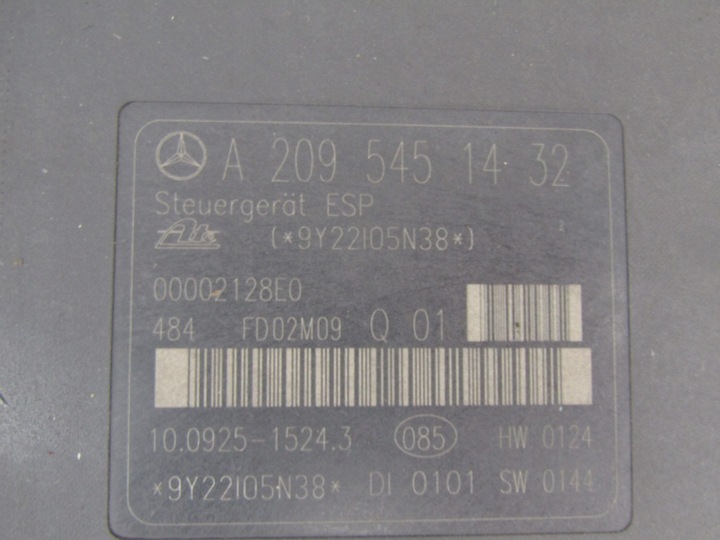 A 209 545 14 32
Steuergerät ESP
Ate (*9Y22I05N38*)
00002128E0
484 FD02M09 Q 01
10.0925-1524.3 085 HW 0124
*9Y22I05N38* DI 0101 SW 0144